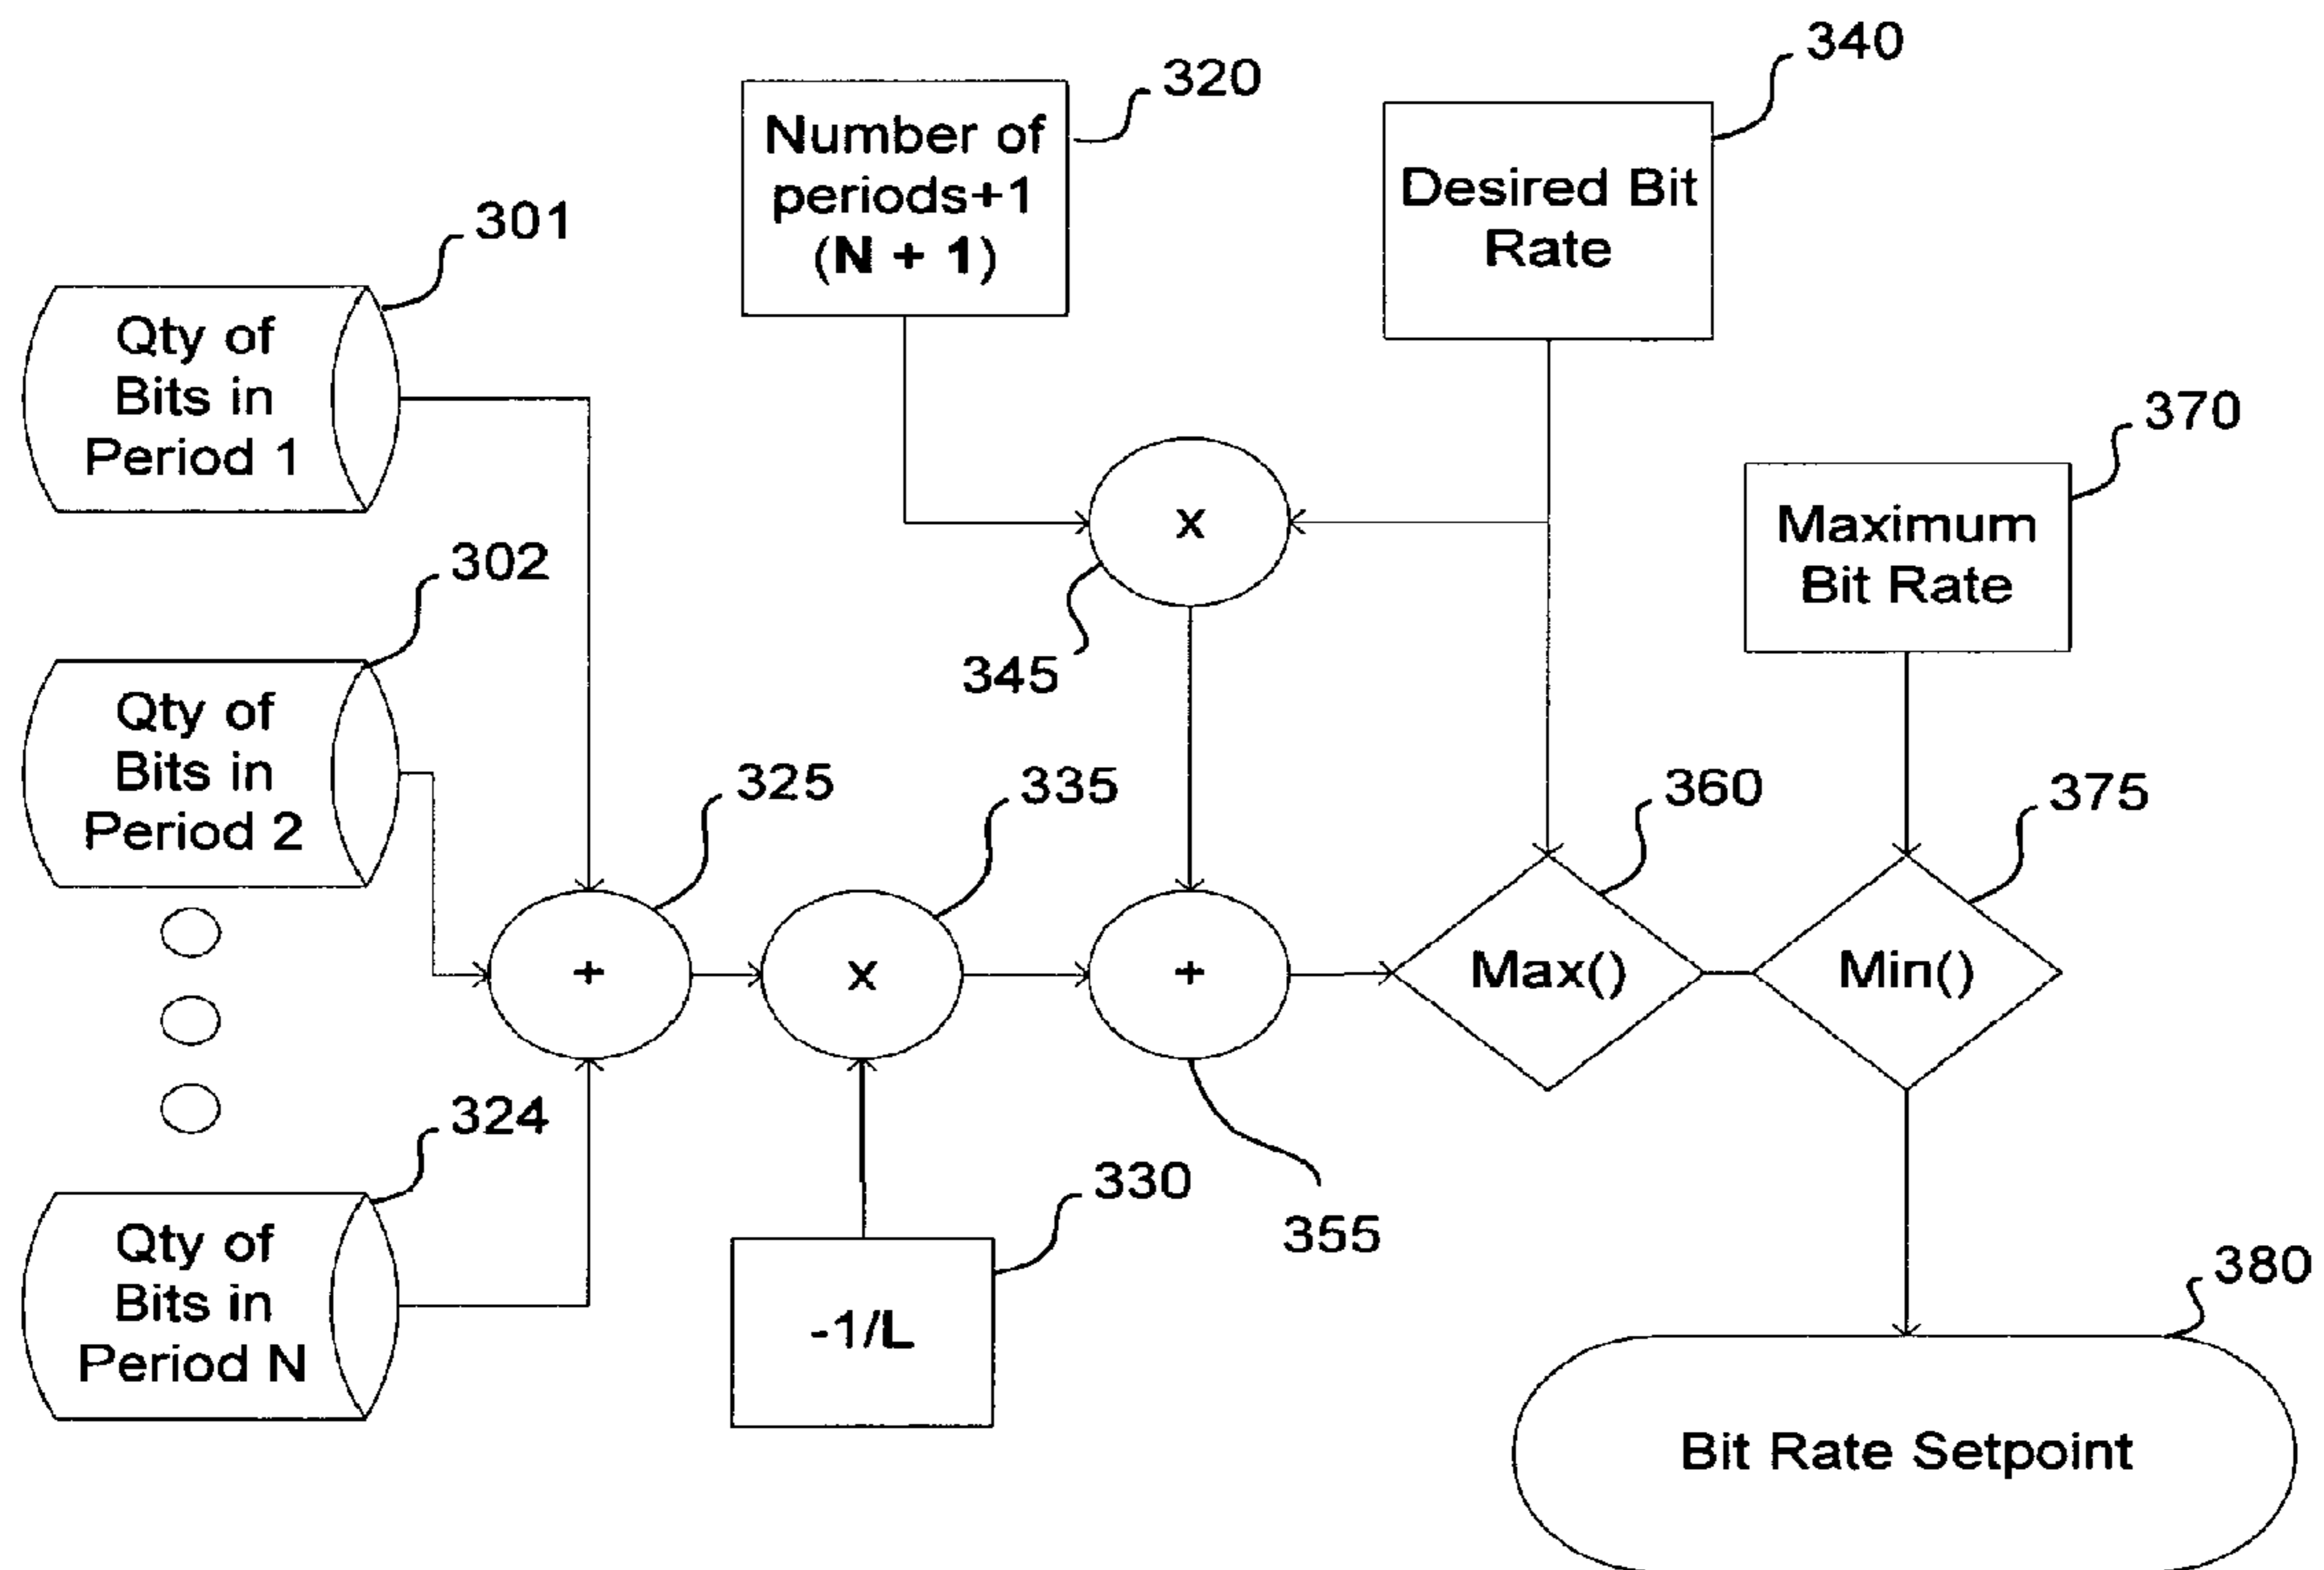 340
320
Number of
periods+1
(N + 1)
Desired Bit
Rate
301
Qty of
Bits in
Period 1
370
x
Maximum
Bit Rate
302
345
Qty of
Bits in
Period 2
325
335
360
375
+
x
+
Max()
Min()
324
330
355
Qty of
Bits in
Period N
-1/L
380
Bit Rate Setpoint